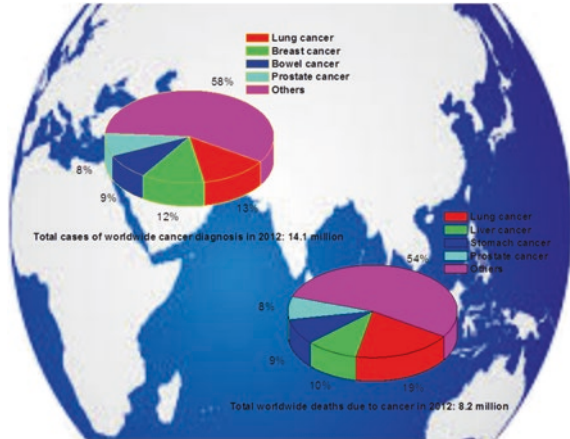 Lung cancer
Breast cancer
Bowel cancer
Prostate cancer
Others
58%
8%
9%
12%
13%
Total cases of worldwide cancer diagnosis in 2012: 14.1 million
Lung cancer
Liver cancer
Stomach cancer
Prostate cancer
Others
54%
8%
9%
10%
19%
Total worldwide deaths due to cancer in 2012: 8.2 million